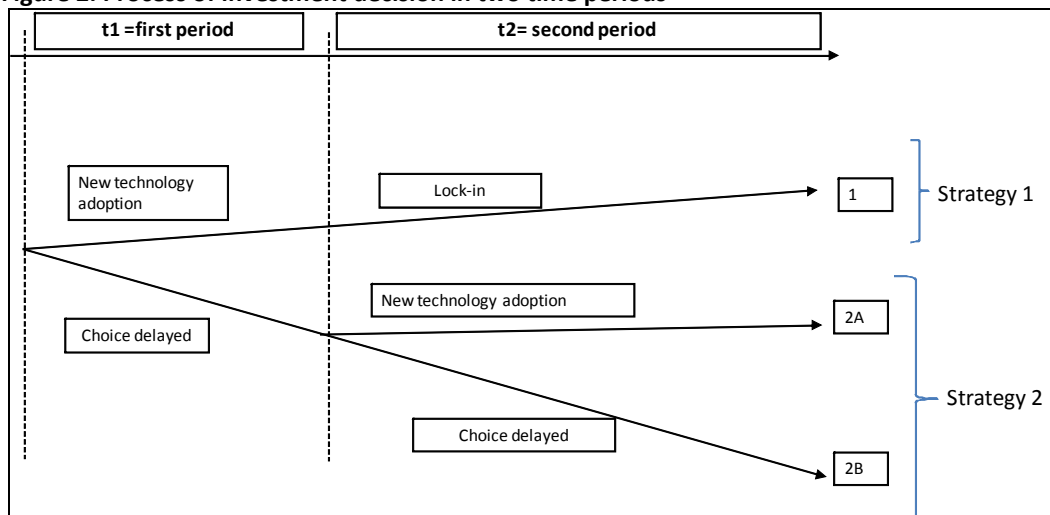 Figure 2: Process of investment decision in two time periods
t1 =first period
t2= second period
New technology
adoption
Lock-in
1
Strategy 1
New technology adoption
2A
Choice delayed
Strategy 2
Choice delayed
2B